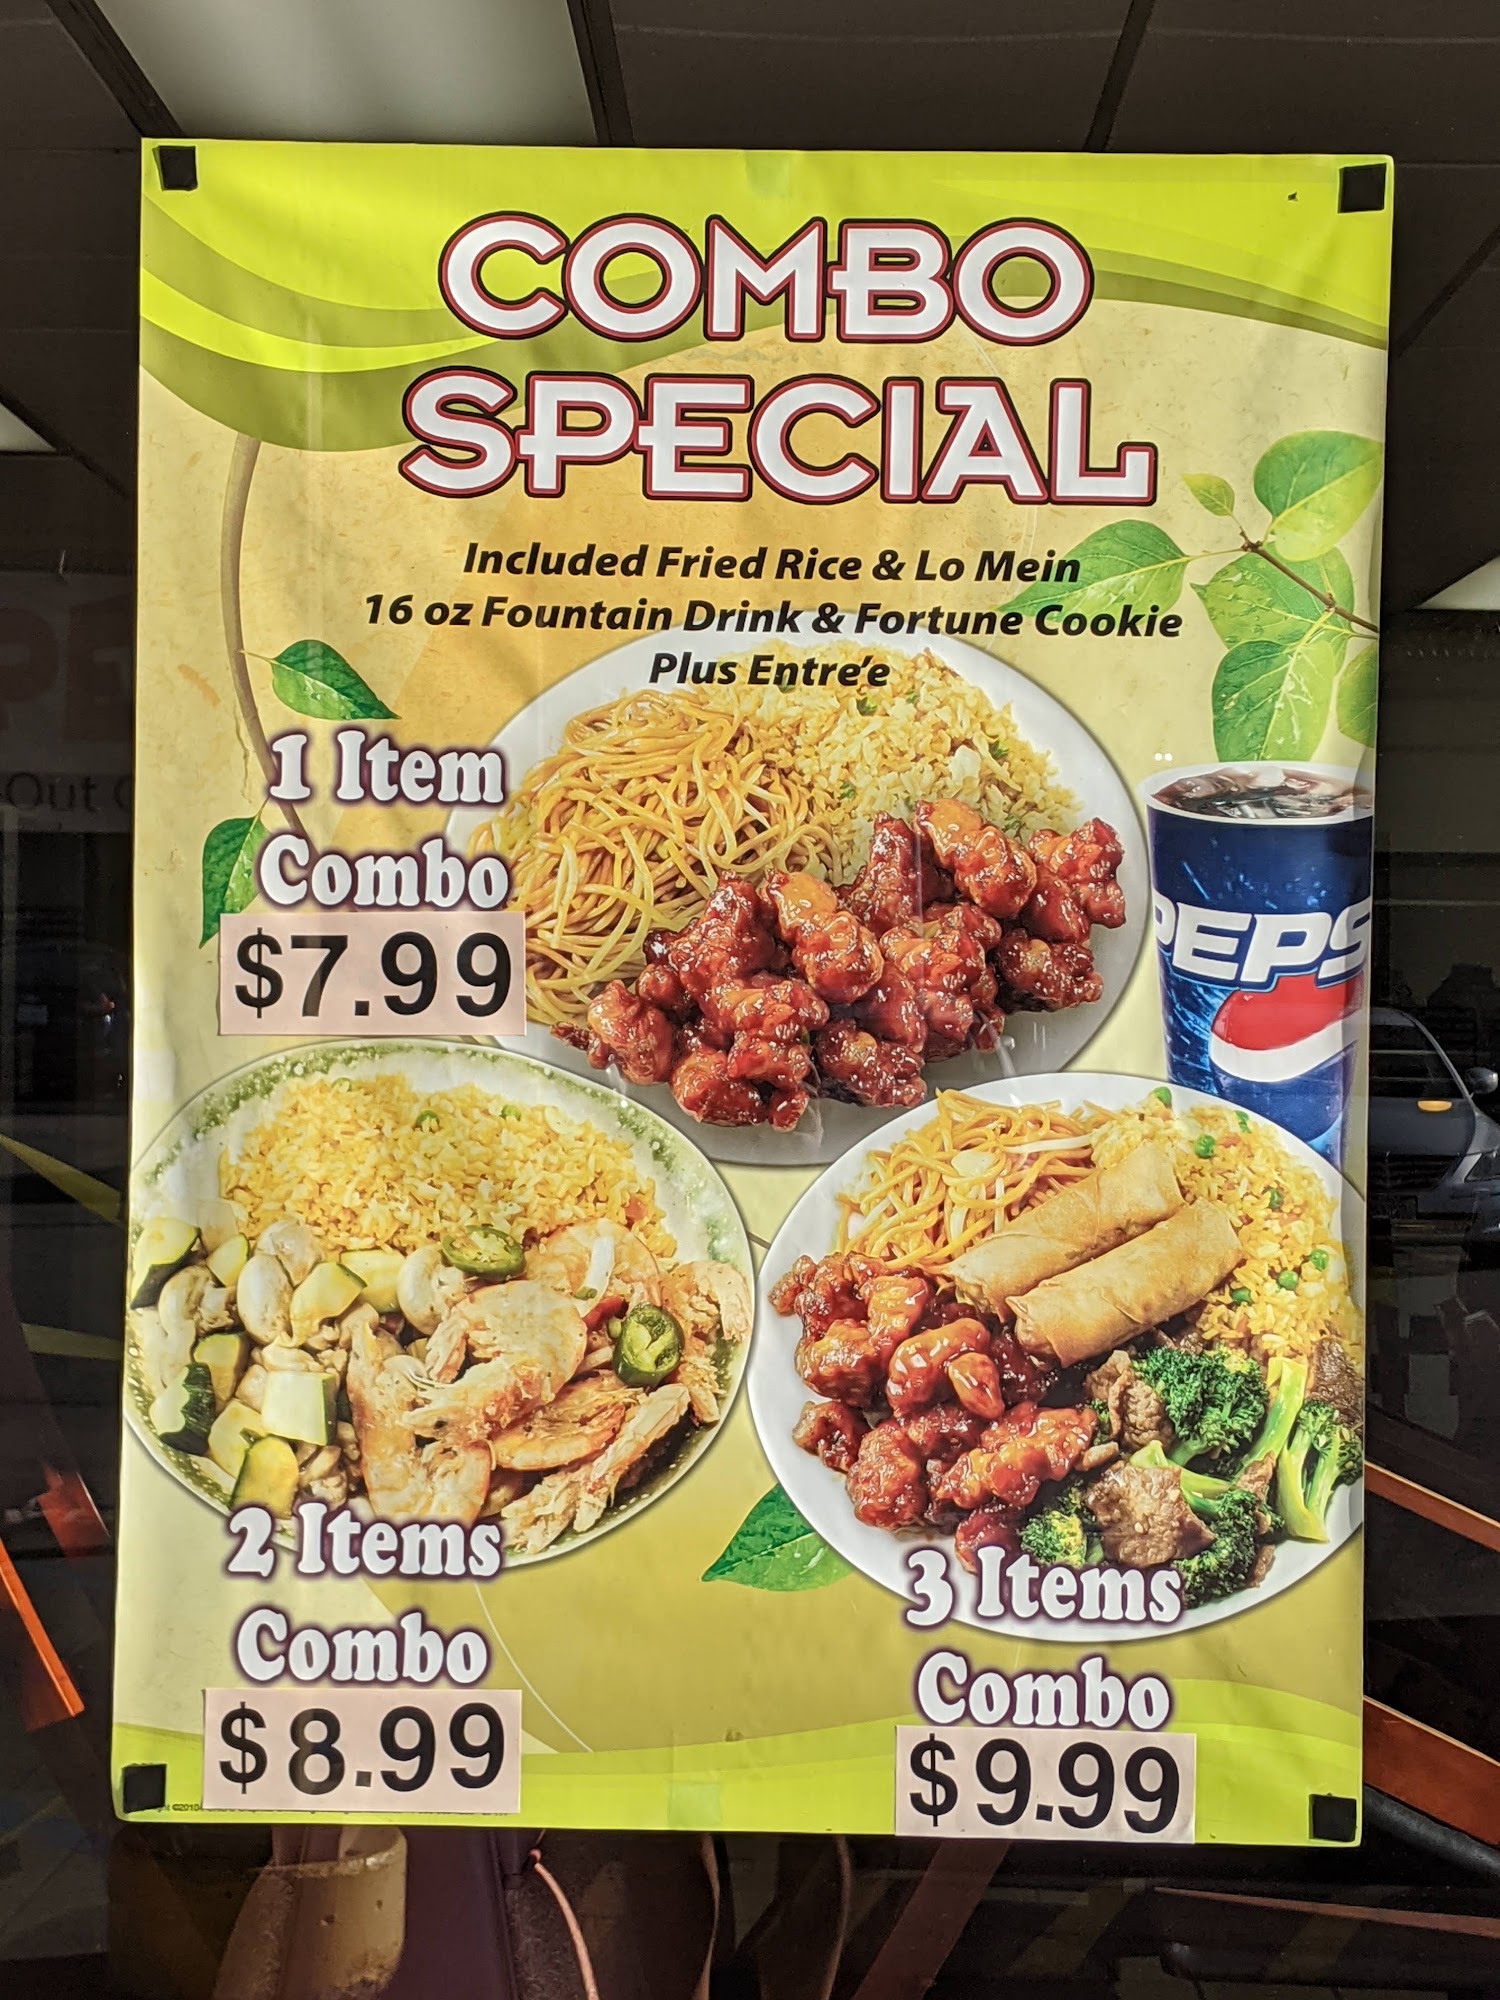 COMBO
SPECIAL
Included Fried Rice & Lo Mein
16 oz Fountain Drink & Fortune Cookie
Plus Entre'e
1 Item
Combo
$7.99
PEPS
2 Items
Combo
$8.99
3 Items
Combo
$9.99
Out